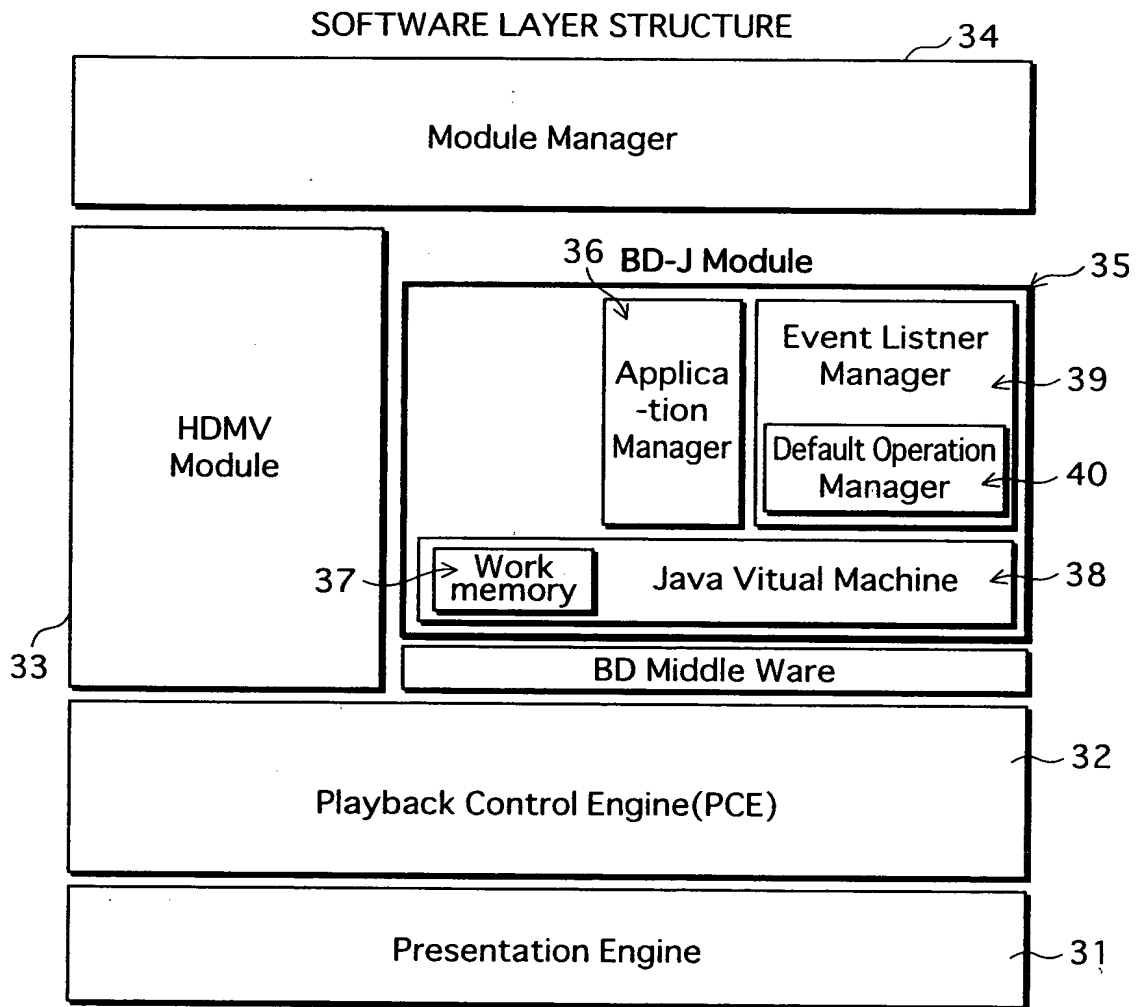 SOFTWARE LAYER STRUCTURE
34
Module Manager
36
BD-J Module
35
HDMV
Module
Applica
-tion
Manager
Event Listner
Manager
39
Default Operation
Manager
40
37
Work
memory
Java Vitual Machine
38
33
BD Middle Ware
32
Playback Control Engine(PCE)
Presentation Engine
31